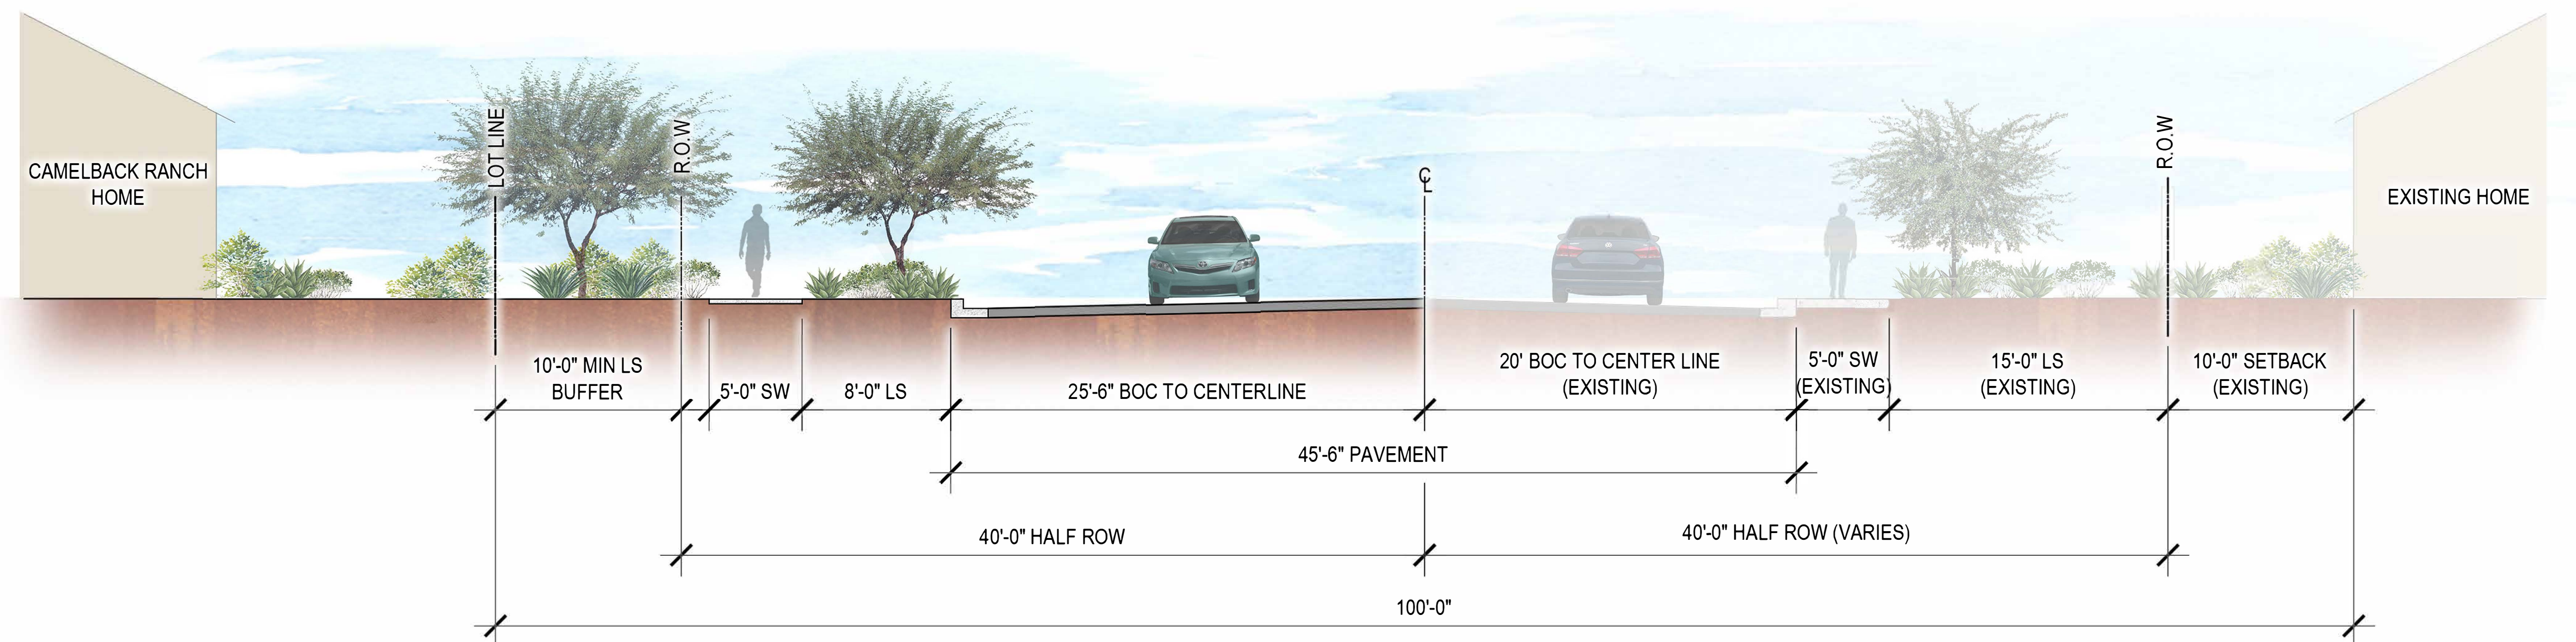 LOT LINE
R.O.W
R.O.W
CL
CAMELBACK RANCH
HOME
EXISTING HOME
10'-0" MIN LS
BUFFER
5'-0" SW
8'-0" LS
25'-6" BOC TO CENTERLINE
20' BOC TO CENTER LINE
(EXISTING)
5'-0" SW
(EXISTING)
15'-0" LS
(EXISTING)
10'-0" SETBACK
(EXISTING)
45'-6" PAVEMENT
40'-0" HALF ROW
40'-0" HALF ROW (VARIES)
100'-0"